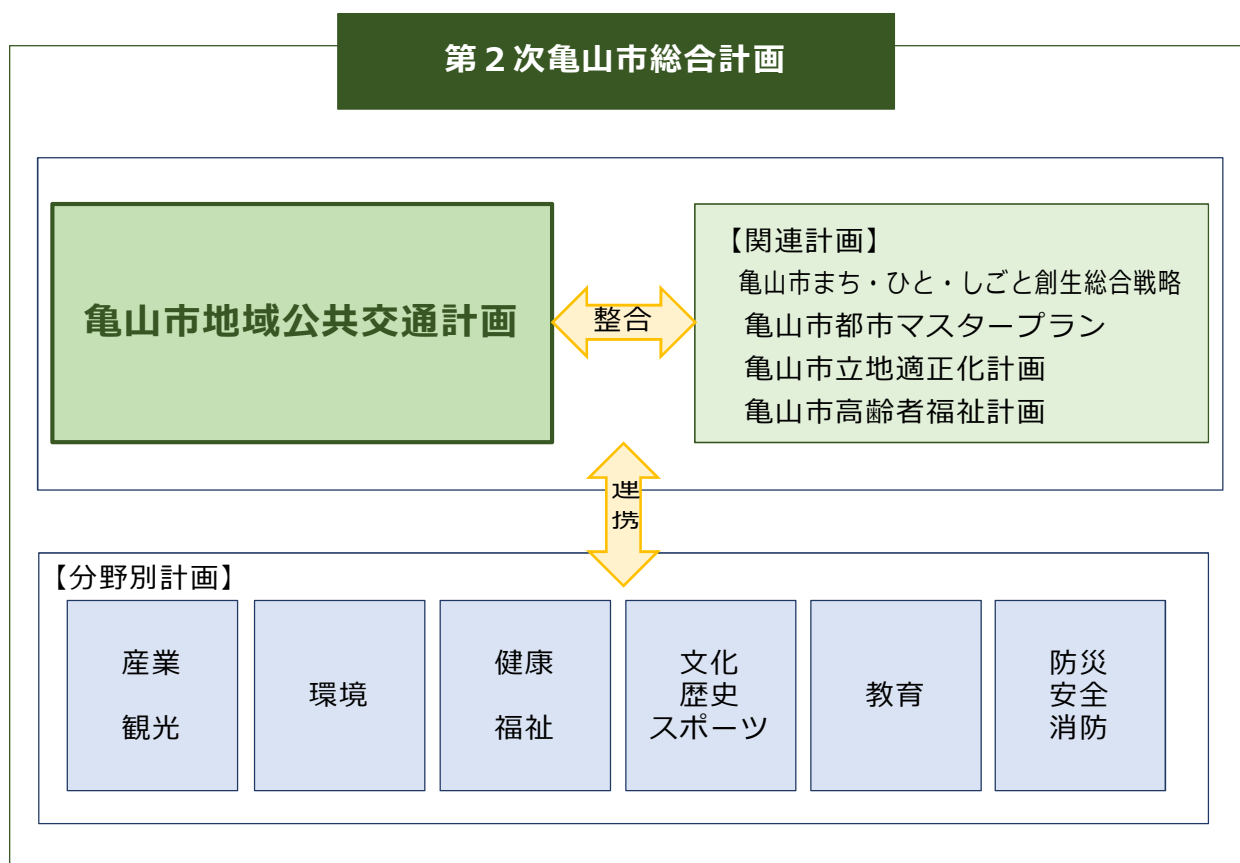 第２次亀山市総合計画
亀山市地域公共交通計画
整合
【関連計画】
亀山市まち・ひと・しごと創生総合戦略
亀山市都市マスタープラン
亀山市立地適正化計画
亀山市高齢者福祉計画
連
携
【分野別計画】
産業
観光
環境
健康
福祉
文化
歴史
スポーツ
教育
防災
安全
消防